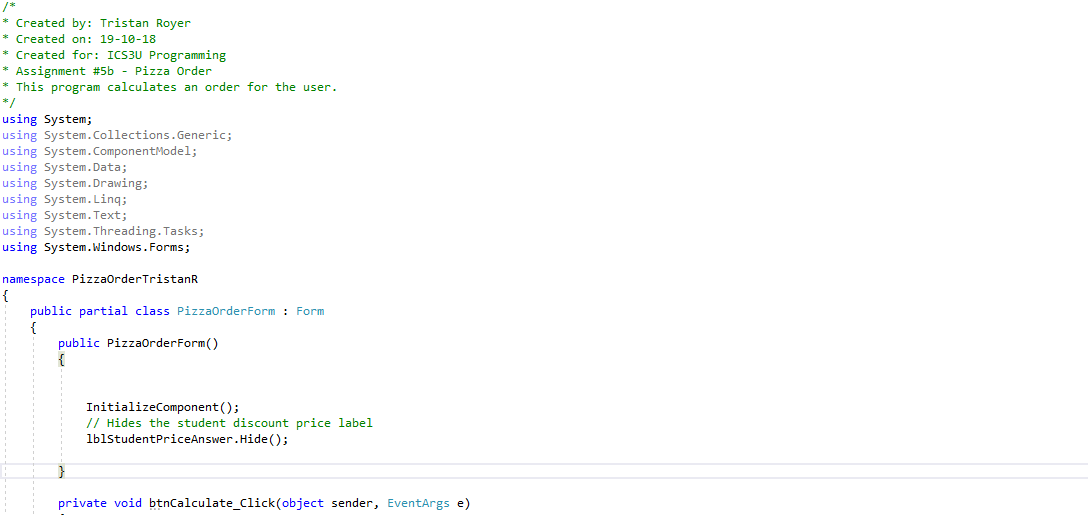 /*
* Created by: Tristan Royer
* Created on: 19-10-18
* Created for: ICS3U Programming
* Assignment #5b - Pizza Order
* This program calculates an order for the user.
*/
using System;
using System.Collections.Generic;
using System.ComponentModel;
using System.Data;
using System.Drawing;
using System.Linq;
using System.Text;
using System.Threading.Tasks;
using System.Windows.Forms;
namespace PizzaOrderTristanR
{
public partial class PizzaOrderForm : Form
{
public PizzaOrderForm()
{
InitializeComponent();
// Hides the student discount price label
lblStudentPriceAnswer.Hide();
}
private void btnCalculate_Click(object sender, EventArgs e)